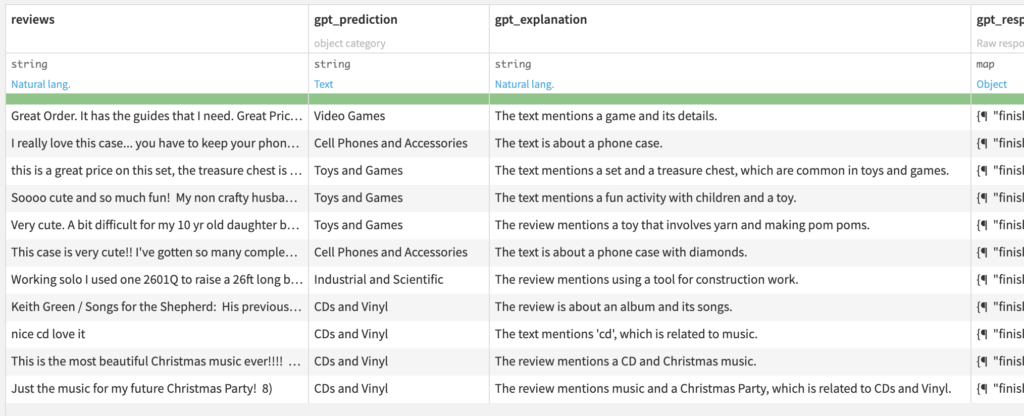 reviews gpt_prediction gpt_explanation gpt_resp
object category Raw respo
string string string map
Natural lang. Text Natural lang. Object
Great Order. It has the guides that I need. Great Pric... Video Games The text mentions a game and its details. {¶ "finish
I really love this case... you have to keep your phon... Cell Phones and Accessories The text is about a phone case. {¶ "finish
this is a great price on this set, the treasure chest is ... Toys and Games The text mentions a set and a treasure chest, which are common in toys and games. {¶ "finish
Soooo cute and so much fun! My non crafty husba... Toys and Games The text mentions a fun activity with children and a toy. {¶ "finish
Very cute. A bit difficult for my 10 yr old daughter b... Toys and Games The review mentions a toy that involves yarn and making pom poms. {¶ "finish
This case is very cute!! I've gotten so many comple... Cell Phones and Accessories The text is about a phone case with diamonds. {¶ "finish
Working solo I used one 2601Q to raise a 26ft long b... Industrial and Scientific The review mentions using a tool for construction work. {¶ "finish
Keith Green / Songs for the Shepherd: His previous... CDs and Vinyl The review is about an album and its songs. {¶ "finish
nice cd love it CDs and Vinyl The text mentions 'cd', which is related to music. {¶ "finish
This is the most beautiful Christmas music ever!!!! ... CDs and Vinyl The review mentions a CD and Christmas music. {¶ "finish
Just the music for my future Christmas Party! 8) CDs and Vinyl The review mentions music and a Christmas Party, which is related to CDs and Vinyl. {¶ "finish